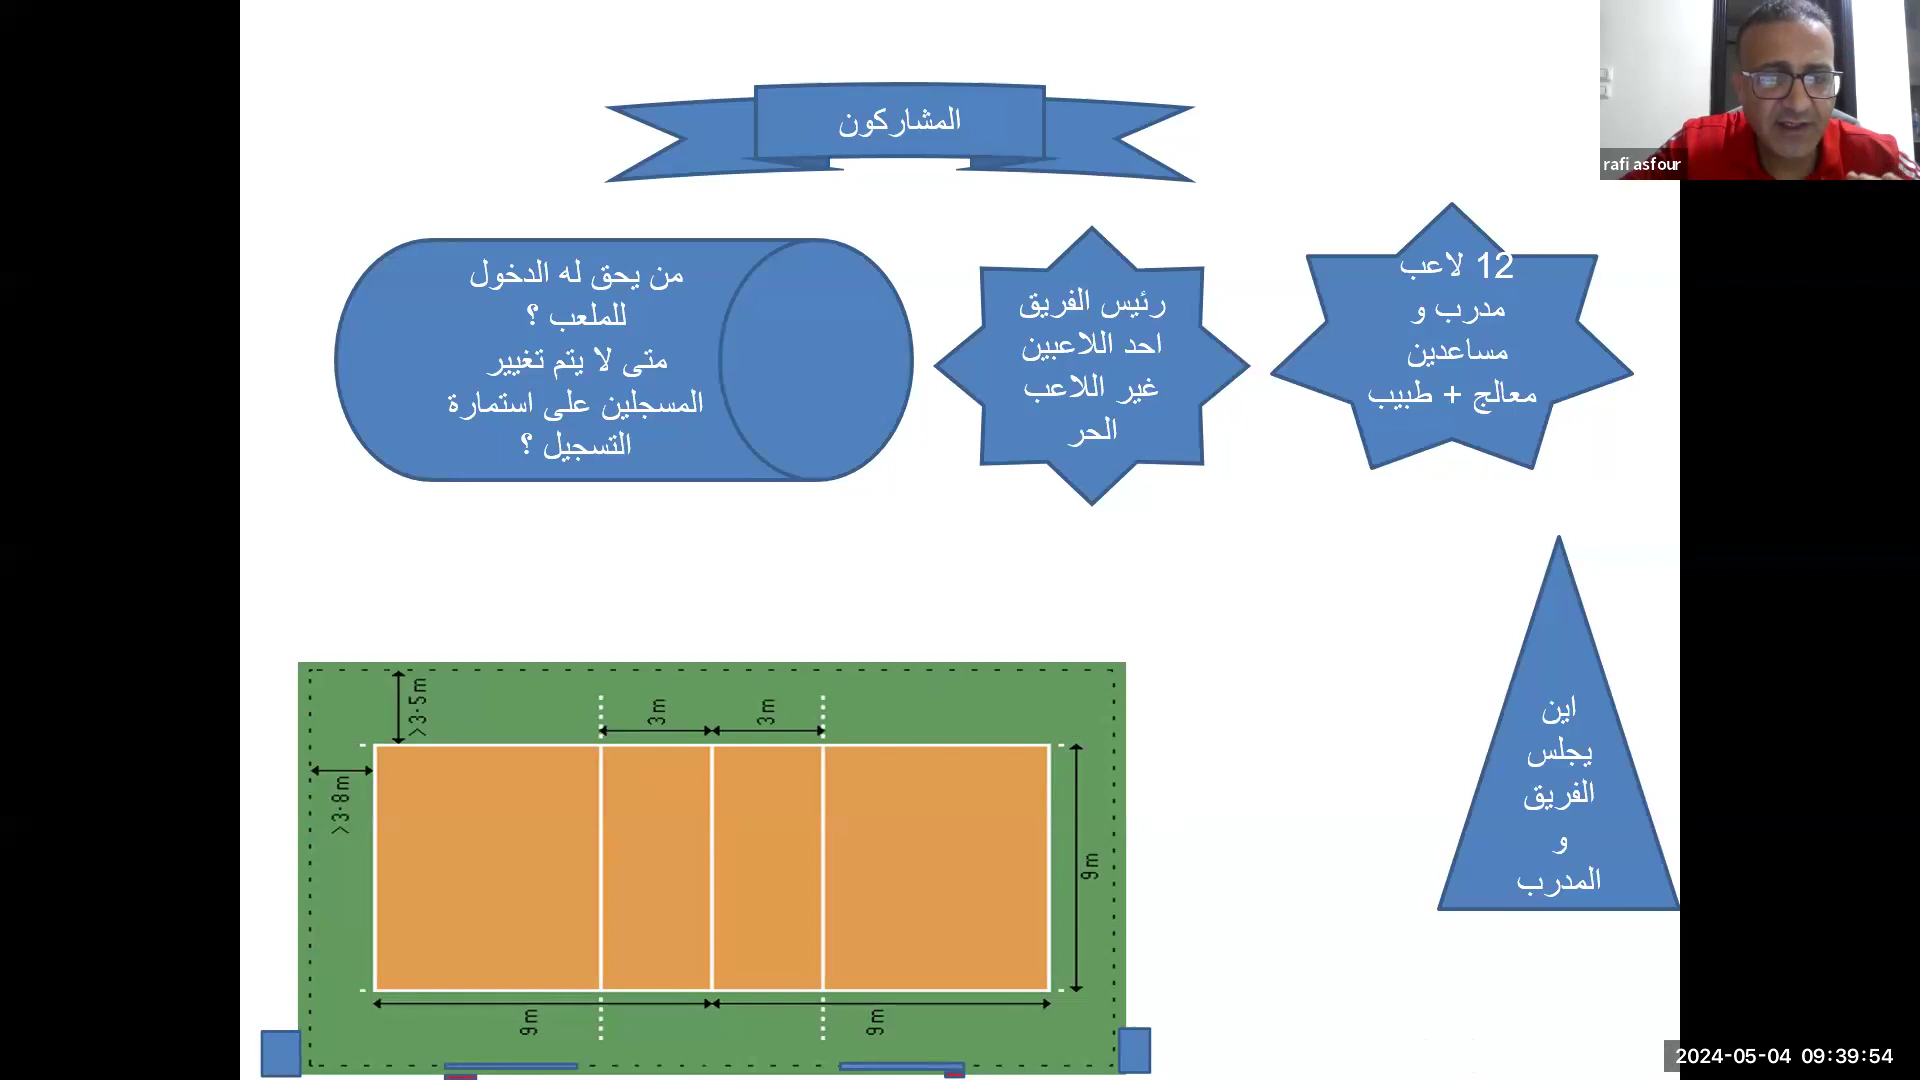 المشاركون
rafi asfour
12 لاعب
مدرب و
مساعدين
معالج + طبيب
رئيس الفريق
احد اللاعبين
غير اللاعب
الحر
من يحق له الدخول
للملعب ؟
متى لا يتم تغيير
المسجلين على استمارة
التسجيل ؟
اين
يجلس
الفريق
و
المدرب
>3·5m
3m
3m
>3·8m
9m
9m
9m
2024-05-04 09:39:54